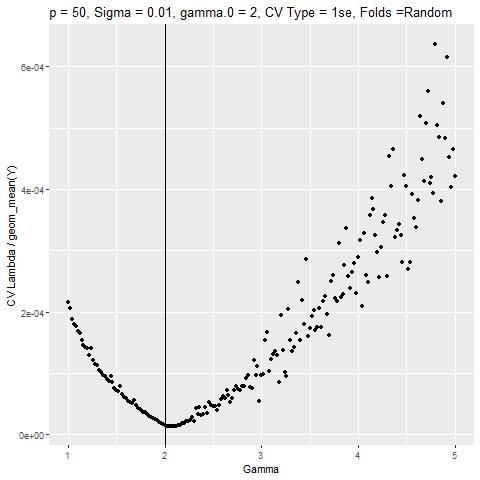 p = 50, Sigma = 0.01, gamma.0 = 2, CV Type = 1se, Folds =Random
6e-04
4e-04
2e-04
0e+00
CV Lambda / geom_mean(Y)
1 2 3 4 5
Gamma